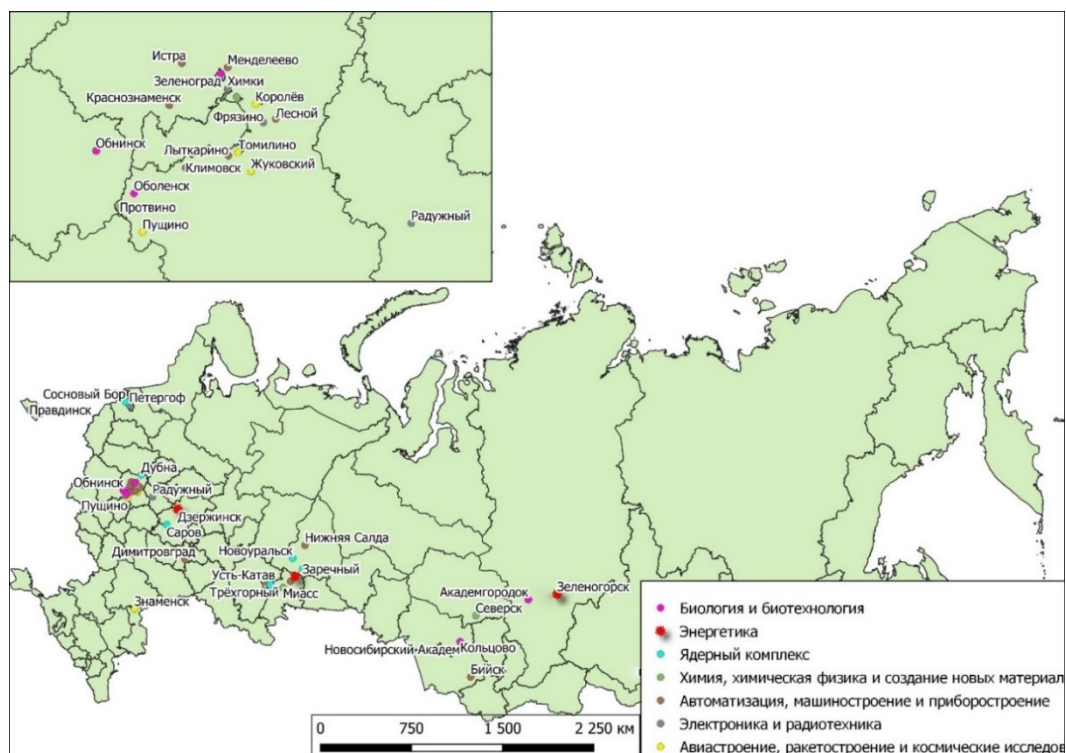 Истра
Менделеево
Зеленоград
Химки
Краснознаменск
Королёв
Фрязино
Лесной
Обнинск
Лыткарино
Томилино
Климовск
Жуковский
Оболенск
Протвино
Радужный
Пущино
Сосновый Бор
Петергоф
Правдинск
Дубна
Обнинск
Радужный
Пущино
Дзержинск
Саров
Нижняя Салда
Димитровград
Новоуральск
Заречный
Усть-Катав
Трёхгорный
Миасс
Знаменск
Академгородок
Зеленогорск
Северск
Новосибирский Академ
Кольцово
Бийск
Биология и биотехнология
Энергетика
Ядерный комплекс
Химия, химическая физика и создание новых материал
Автоматизация, машиностроение и приборостроение
Электроника и радиотехника
Авиастроение, ракетостроение и космические исследов
0 750 1 500 2 250 км